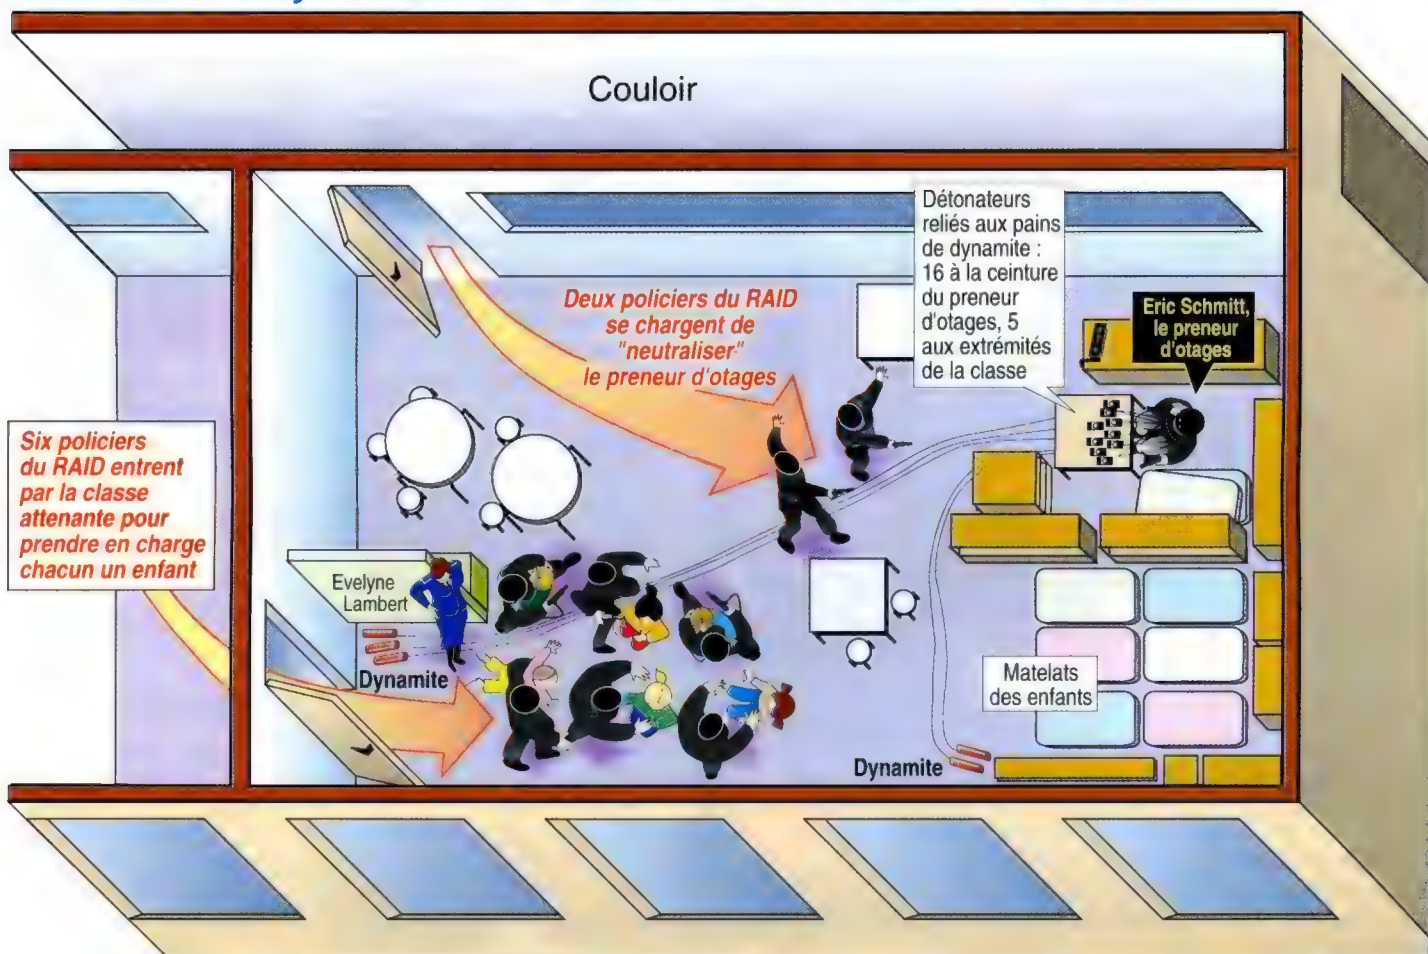 Couloir
Détonateurs
reliés aux pains
de dynamite :
16 à la ceinture
du preneur
d'otages, 5
aux extrémités
de la classe
Eric Schmitt,
le preneur
d'otages
Deux policiers du RAID
se chargent de
"neutraliser"
le preneur d'otages
Six policiers
du RAID entrent
par la classe
attenante pour
prendre en charge
chacun un enfant
Evelyne
Lambert
Dynamite
Matelats
des enfants
Dynamite